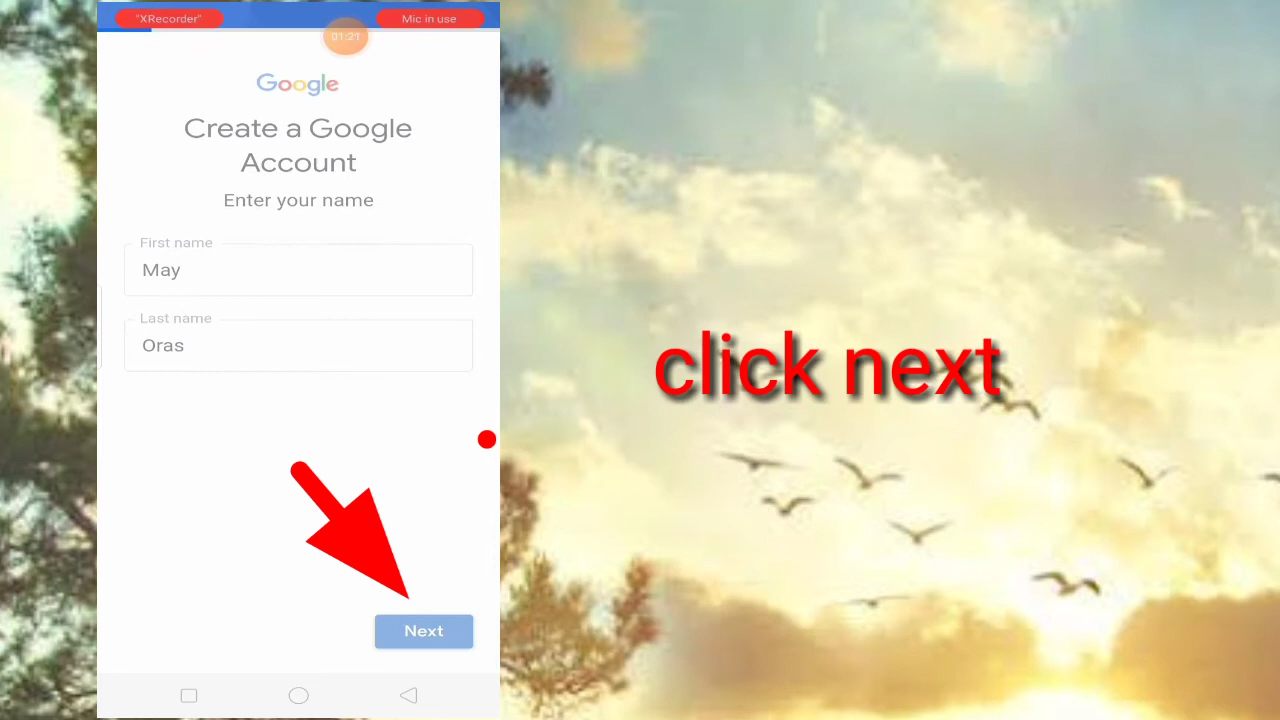 "XRecorder"
Mic in use
01:21
Google
Create a Google
Account
Enter your name
First name
May
Last name
Oras
click next
Next